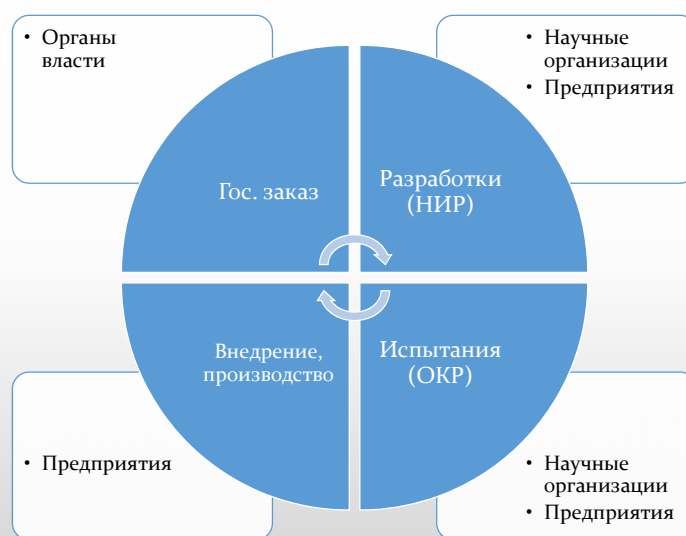 • Органы
власти
• Научные
организации
• Предприятия
Гос. заказ
Разработки
(НИР)
Внедрение,
производство
Испытания
(ОКР)
• Предприятия
• Научные
организации
• Предприятия